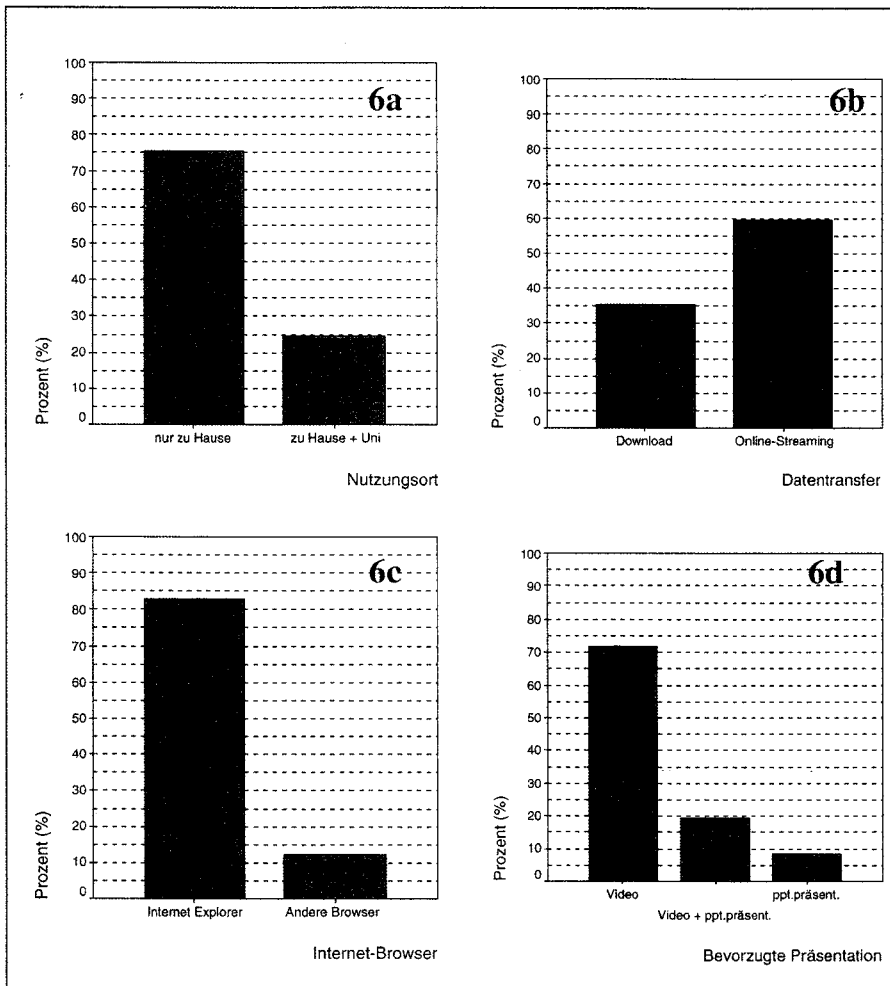 6a
100
90
80
70
60
50
40
30
20
10
0
Prozent (%)
nur zu Hause zu Hause + Uni
Nutzungsort
6b
100
90
80
70
60
50
40
30
20
10
0
Prozent (%)
Download Online-Streaming
Datentransfer
6c
100
90
80
70
60
50
40
30
20
10
0
Prozent (%)
Internet Explorer Andere Browser
Internet-Browser
6d
100
90
80
70
60
50
40
30
20
10
0
Prozent (%)
Video ppt.präsent.
Video + ppt.präsent.
Bevorzugte Präsentation